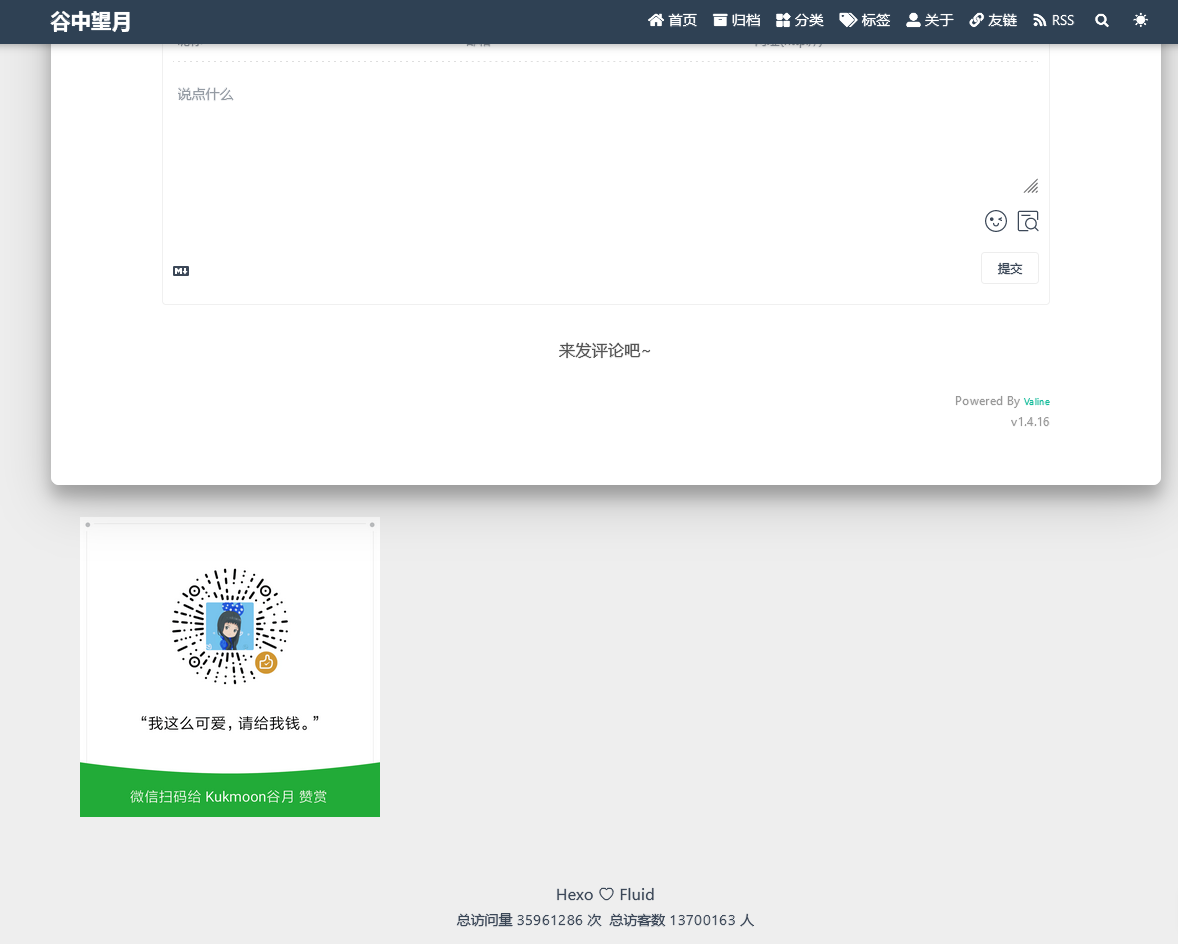 谷中望月
首页 归档 分类 标签 关于 友链 RSS
说点什么
M↓
提交
来发评论吧~
Powered By Valine
v1.4.16
“我这么可爱，请给我钱。”
微信扫码给 Kukmoon谷月 赞赏
Hexo ♡ Fluid
总访问量 35961286 次 总访客数 13700163 人